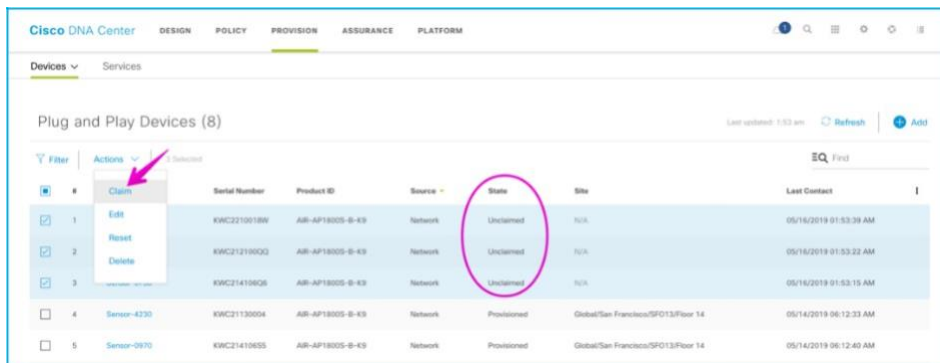 Cisco DNA Center DESIGN POLICY PROVISION ASSURANCE PLATFORM 1
Devices Services
Plug and Play Devices (8) Last updated: 1:53 am Refresh Add
Filter Actions 3 Selected Find
# Serial Number Product ID Source State Site Last Contact
Claim
1 KWC2210018W AIR-AP1800S-B-K9 Network Unclaimed N/A 05/16/2019 01:53:39 AM
Edit
Reset
2 KWC212100QQ AIR-AP1800S-B-K9 Network Unclaimed N/A 05/16/2019 01:53:22 AM
Delete
3 KWC214106Q8 AIR-AP1800S-B-K9 Network Unclaimed N/A 05/16/2019 01:53:15 AM
4 Sensor-4230 KWC21130004 AIR-AP1800S-B-K9 Network Provisioned Global/San Francisco/SFO13/Floor 14 05/14/2019 06:12:33 AM
5 Sensor-0970 KWC21410655 AIR-AP1800S-B-K9 Network Provisioned Global/San Francisco/SFO13/Floor 14 05/14/2019 06:12:40 AM